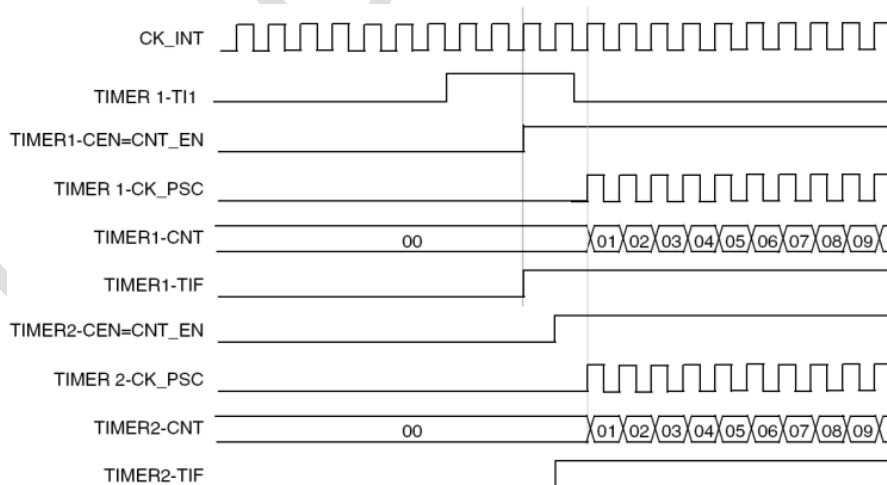 CK_INT
TIMER 1-TI1
TIMER1-CEN=CNT_EN
TIMER 1-CK_PSC
TIMER1-CNT 00 01 02 03 04 05 06 07 08 09
TIMER1-TIF
TIMER2-CEN=CNT_EN
TIMER 2-CK_PSC
TIMER2-CNT 00 01 02 03 04 05 06 07 08 09
TIMER2-TIF